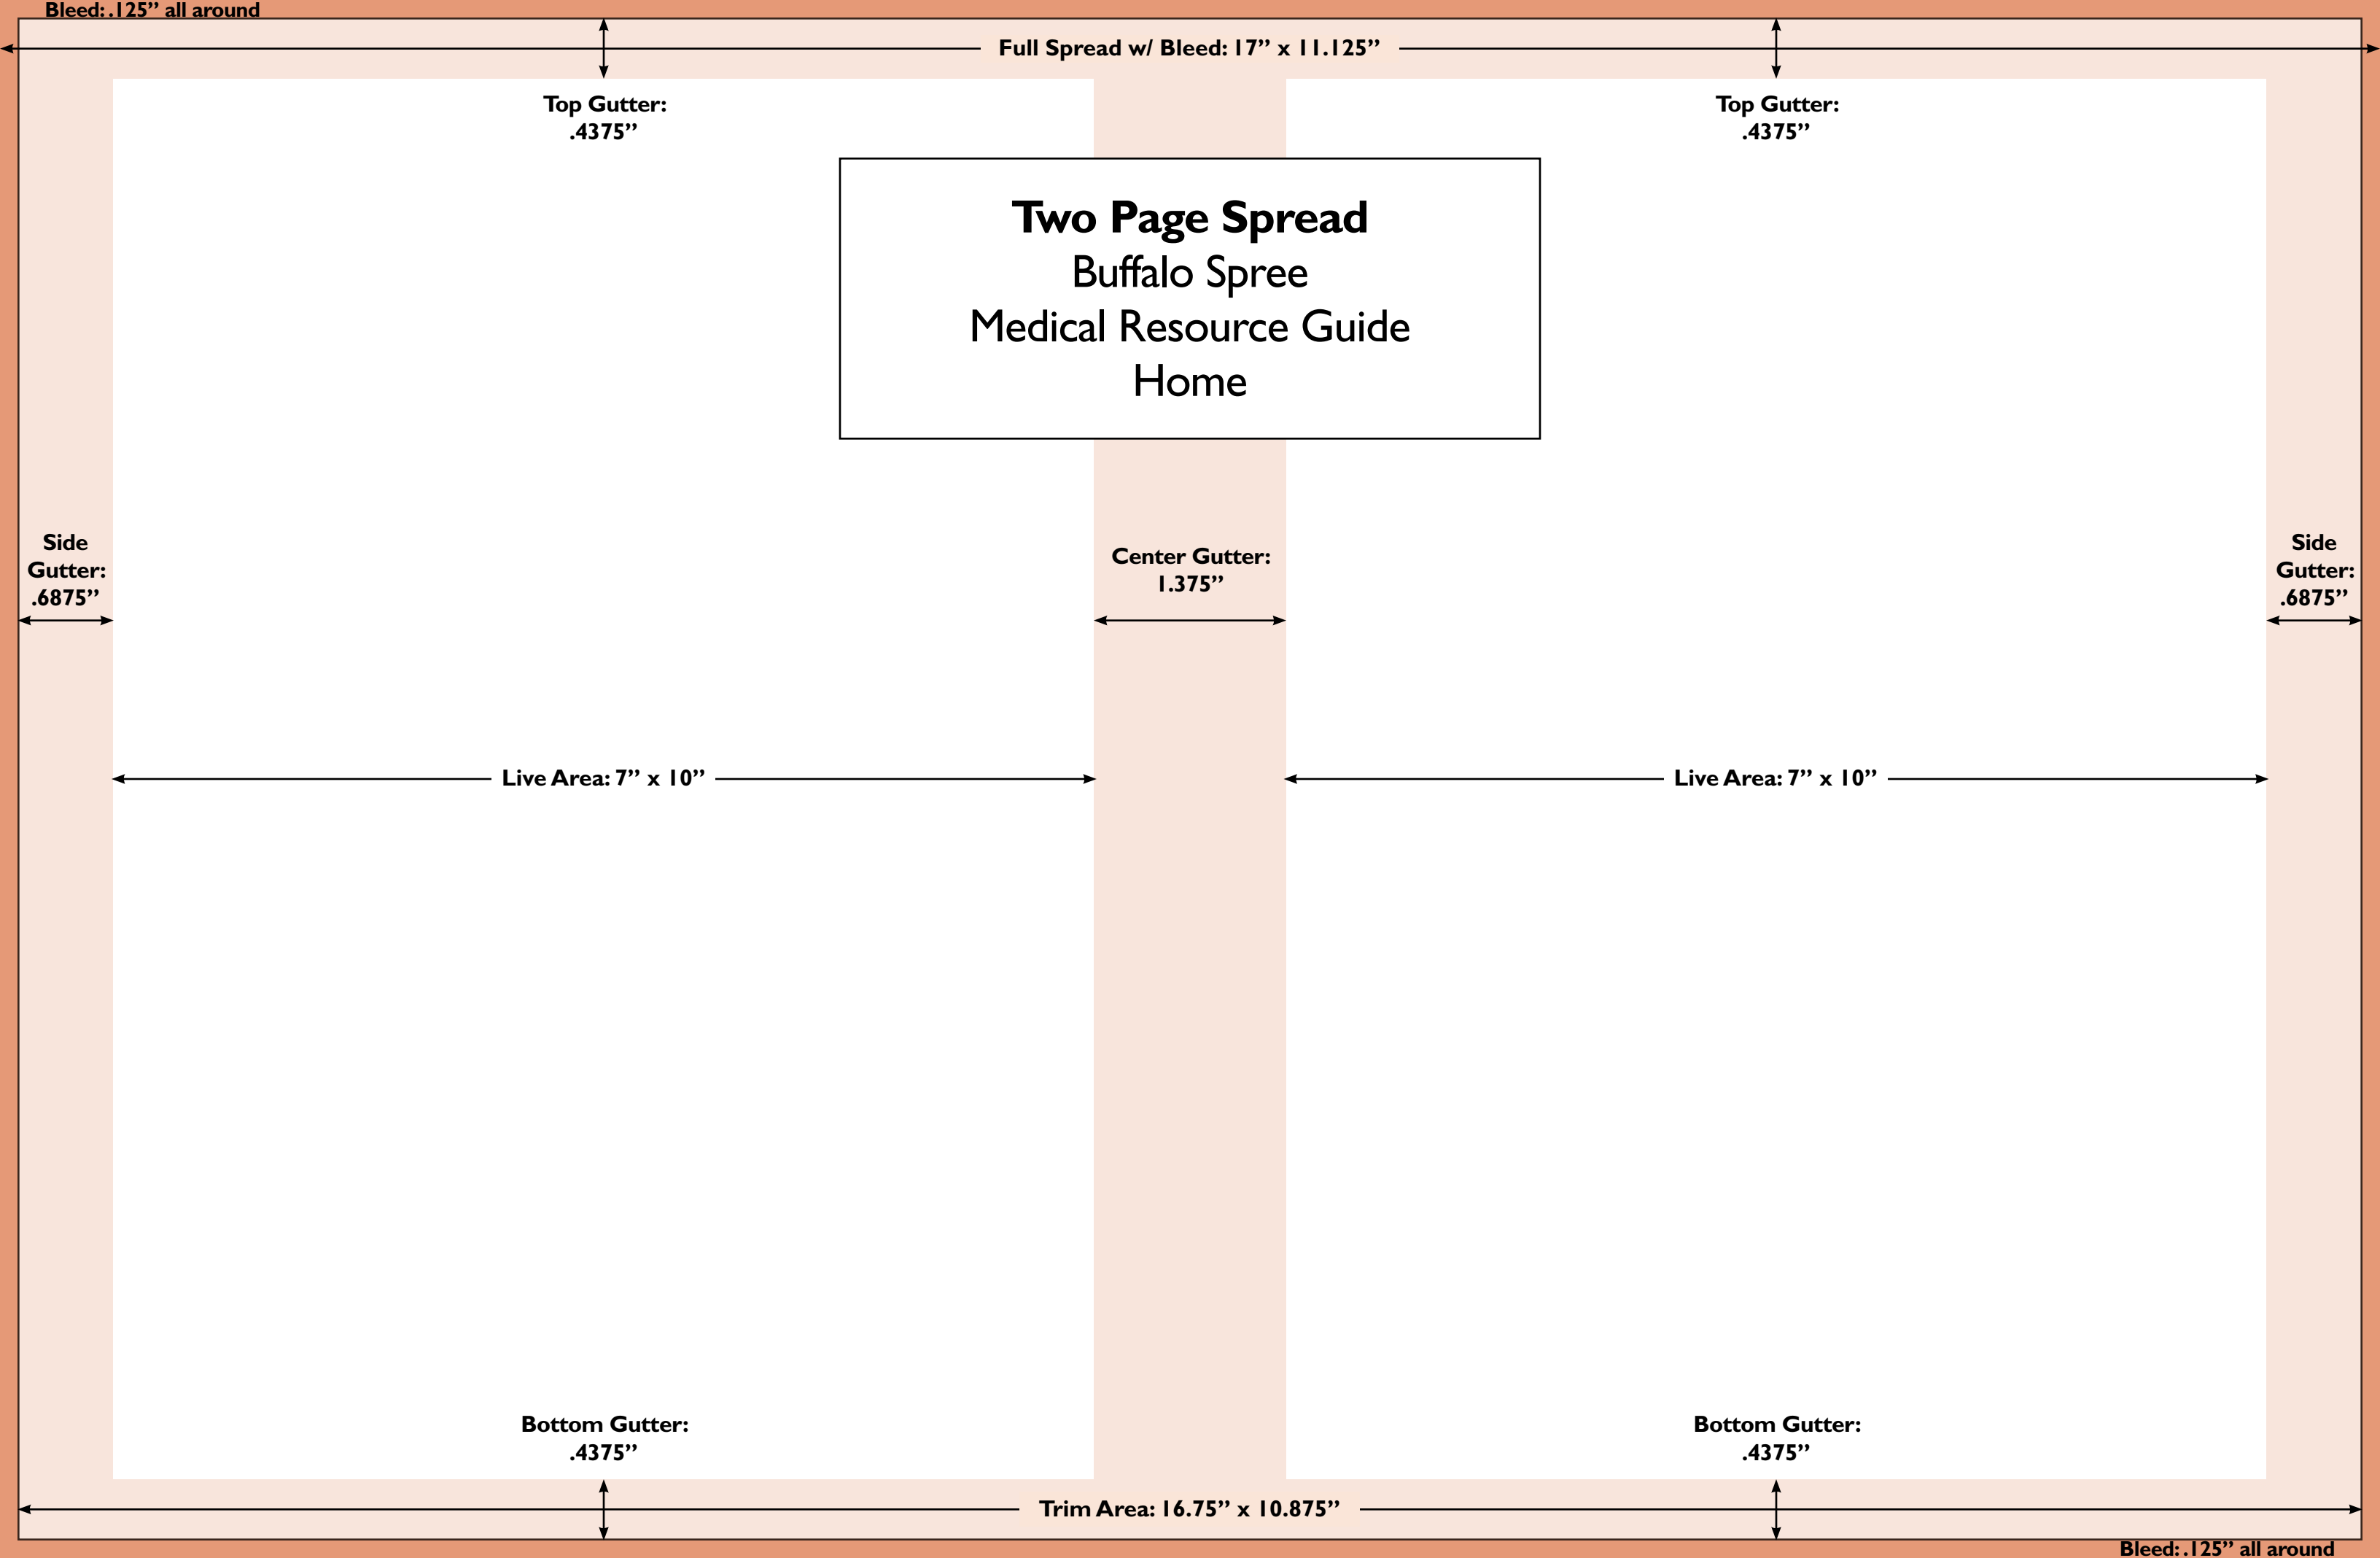 Bleed: .125” all around
Full Spread w/ Bleed: 17” x 11.125”
Top Gutter:
.4375”
Top Gutter:
.4375”
Two Page Spread
Buffalo Spree
Medical Resource Guide
Home
Side
Gutter:
.6875”
Center Gutter:
1.375”
Side
Gutter:
.6875”
Live Area: 7” x 10”
Live Area: 7” x 10”
Bottom Gutter:
.4375”
Bottom Gutter:
.4375”
Trim Area: 16.75” x 10.875”
Bleed: .125” all around